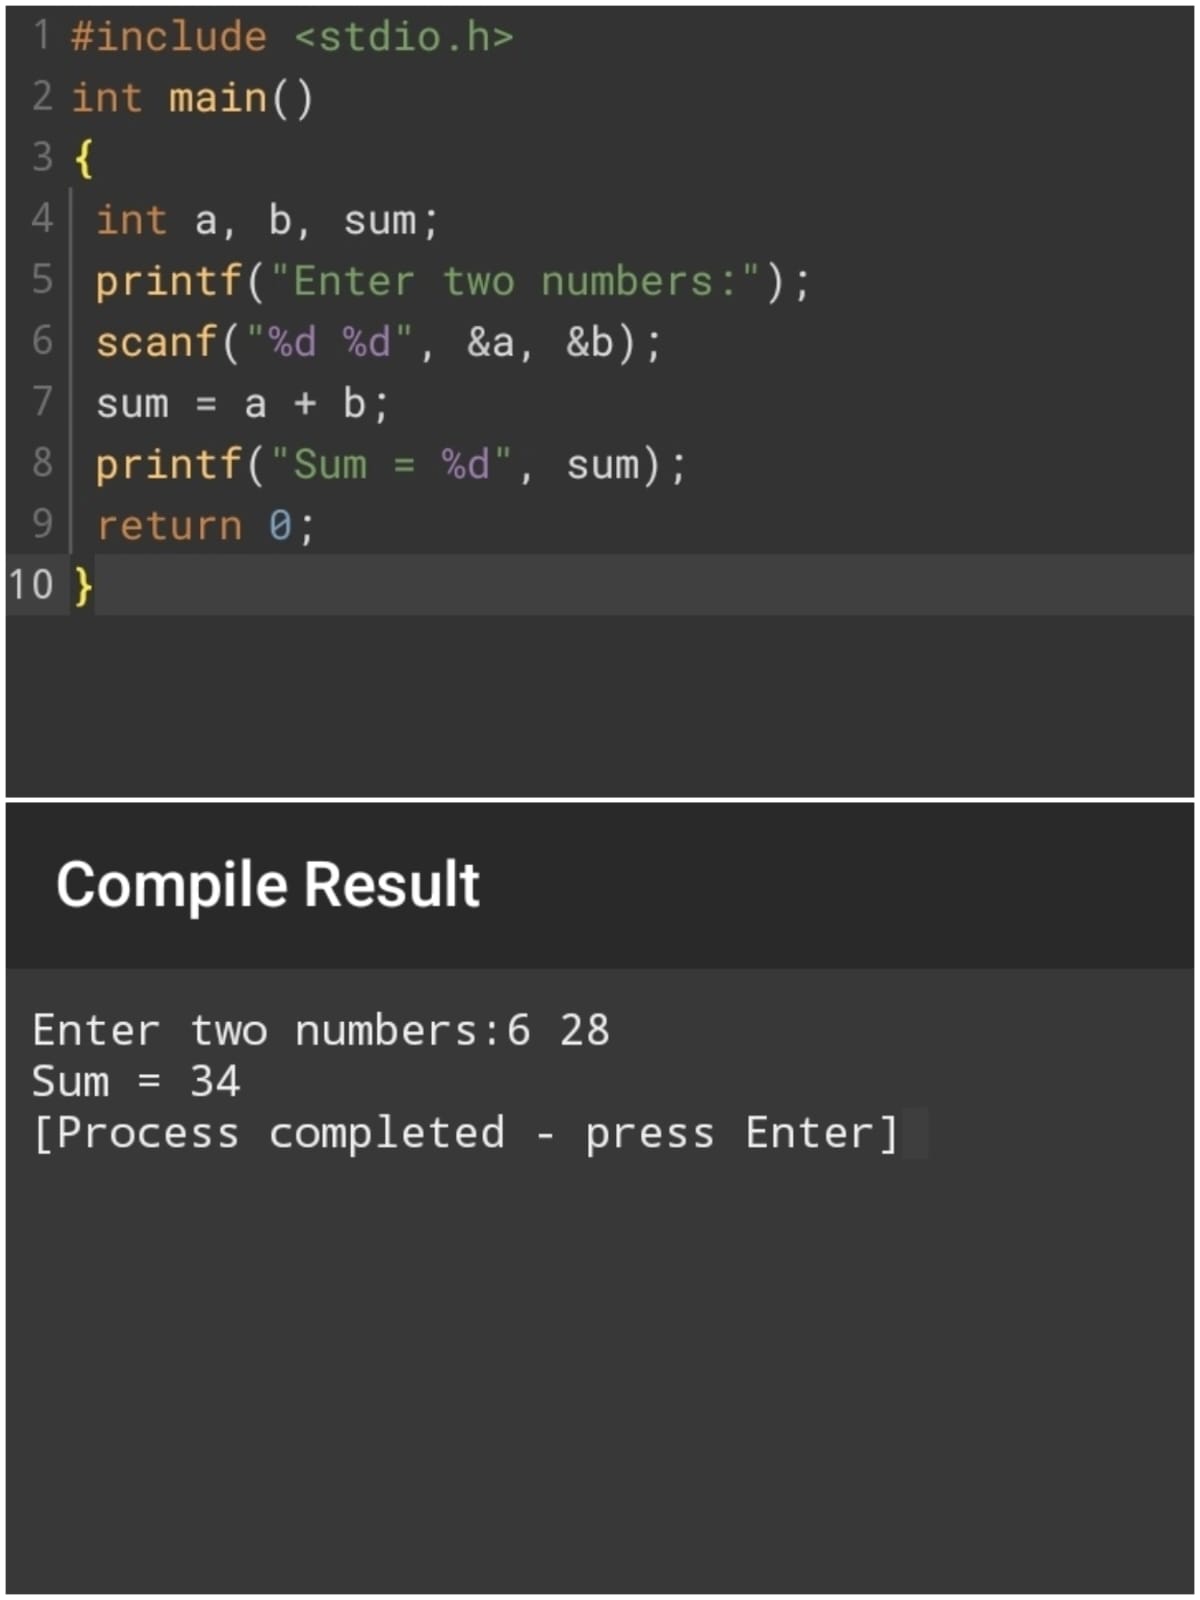 1 #include <stdio.h>
2 int main()
3 {
4 int a, b, sum;
5 printf("Enter two numbers:");
6 scanf("%d %d", &a, &b);
7 sum = a + b;
8 printf("Sum = %d", sum);
9 return 0;
10 }
Compile Result
Enter two numbers:6 28
Sum = 34
[Process completed - press Enter]